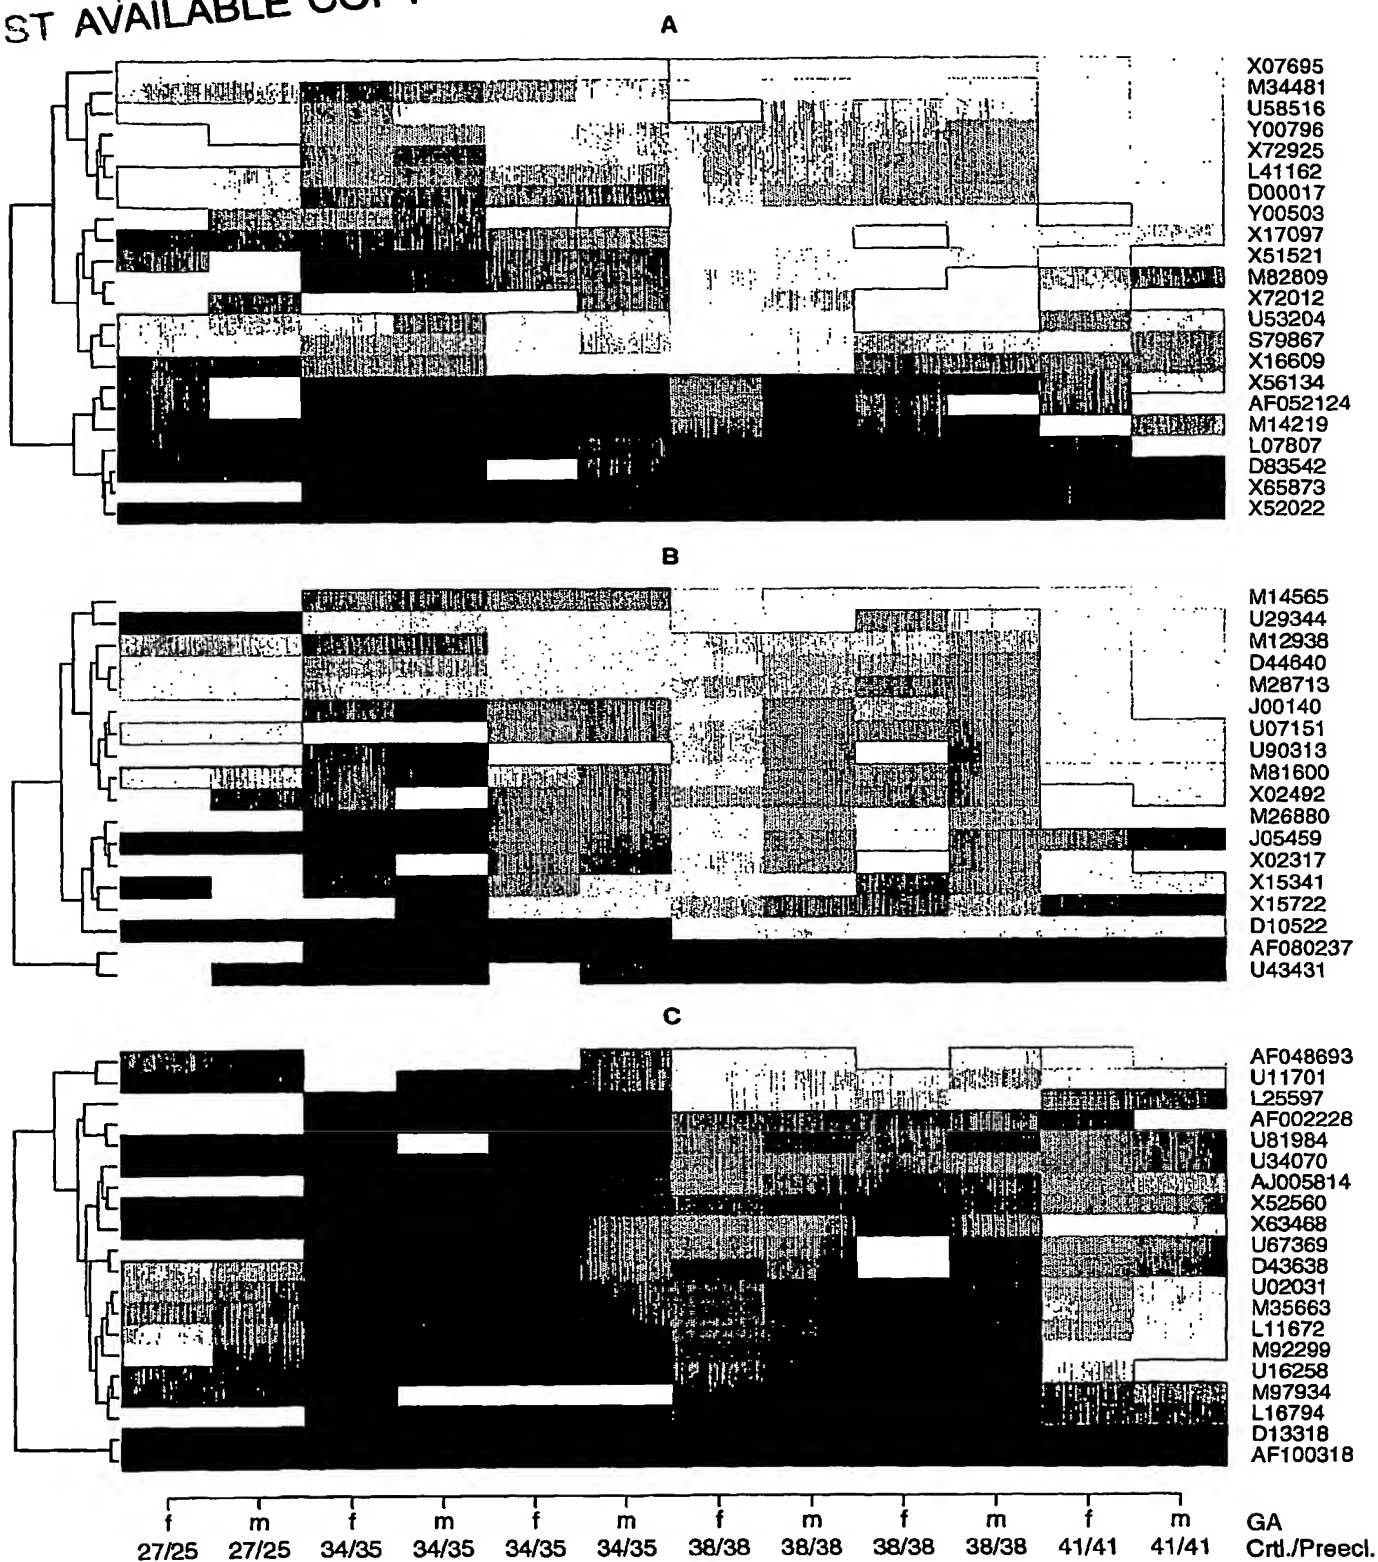 ST AVAILABLE COPY
A
X07695
M34481
U58516
Y00796
X72925
L41162
D00017
Y00503
X17097
X51521
M82809
X72012
U53204
S79867
X16609
X56134
AF052124
M14219
L07807
D83542
X65873
X52022
B
M14565
U29344
M12938
D44640
M28713
J00140
U07151
U90313
M81600
X02492
M26880
J05459
X02317
X15341
X15722
D10522
AF080237
U43431
C
AF048693
U11701
L25597
AF002228
U81984
U34070
AJ005814
X52560
X63468
U67369
D43638
U02031
M35663
L11672
M92299
U16258
M97934
L16794
D13318
AF100318
f m f m f m f m f m f m GA
27/25 27/25 34/35 34/35 34/35 34/35 38/38 38/38 38/38 38/38 41/41 41/41 Crtl./Preecl.